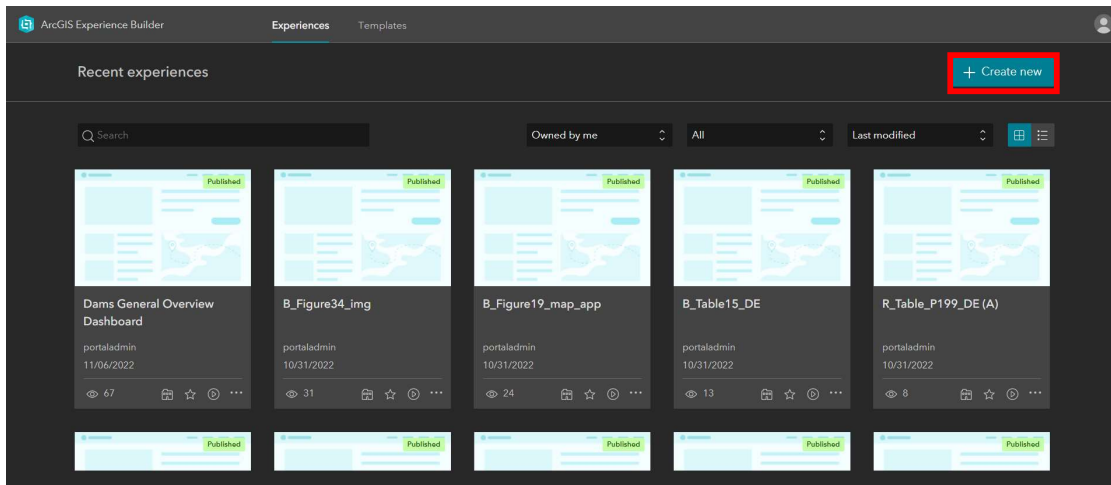 ArcGIS Experience Builder
Experiences
Templates
Recent experiences
+ Create new
Search
Owned by me
All
Last modified
Published
Published
Published
Published
Published
Dams General Overview
Dashboard
portaladmin
11/06/2022
67
B_Figure34_img
portaladmin
10/31/2022
31
B_Figure19_map_app
portaladmin
10/31/2022
24
B_Table15_DE
portaladmin
10/31/2022
13
R_Table_P199_DE (A)
portaladmin
10/31/2022
8
Published
Published
Published
Published
Published